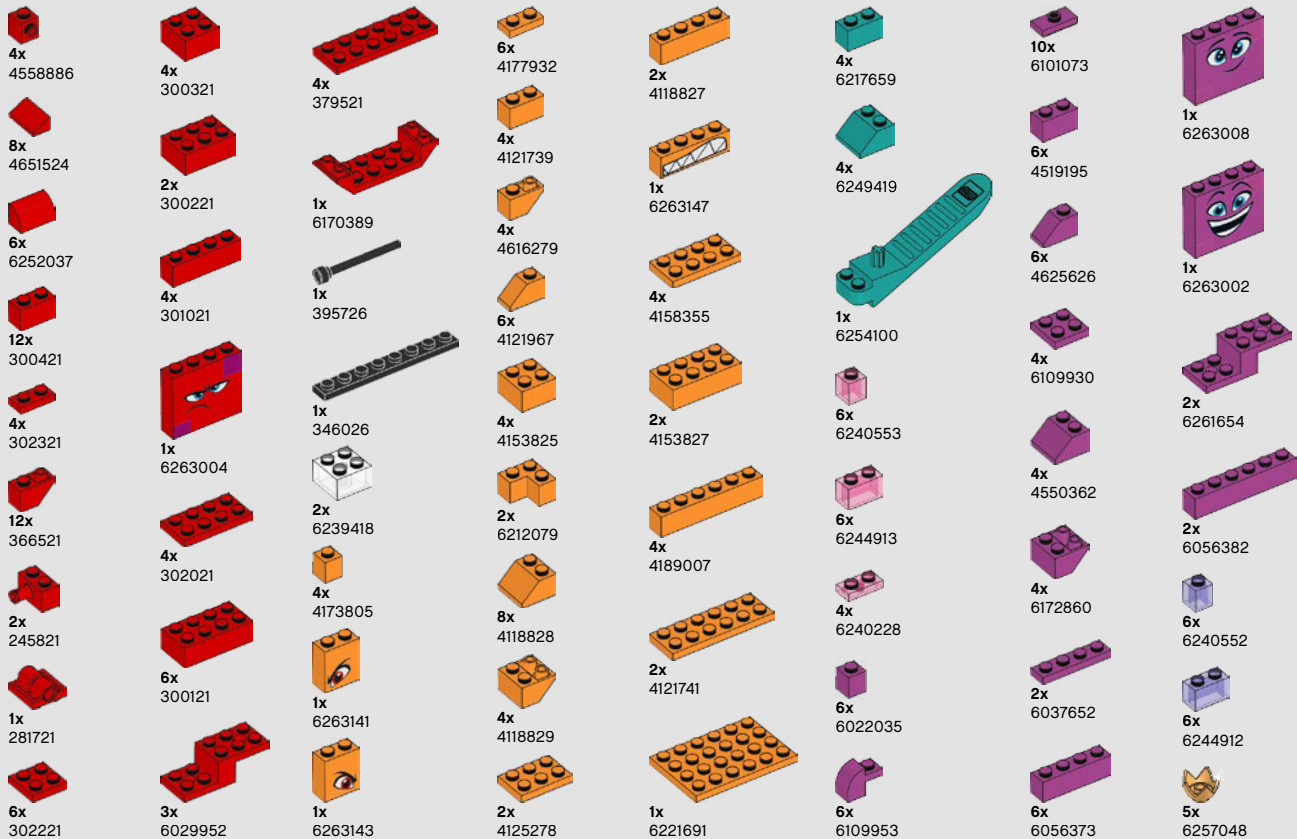 4x
4558886
8x
4651524
6x
6252037
12x
300421
4x
302321
12x
366521
2x
245821
1x
281721
6x
302221
4x
300321
2x
300221
4x
301021
1x
6263004
4x
302021
6x
300121
3x
6029952
4x
379521
1x
6170389
1x
395726
1x
346026
2x
6239418
4x
4173805
1x
6263141
1x
6263143
6x
4177932
4x
4121739
4x
4616279
6x
4121967
4x
4153825
2x
6212079
8x
4118828
4x
4118829
2x
4125278
2x
4118827
1x
6263147
4x
4158355
2x
4153827
4x
4189007
2x
4121741
1x
6221691
4x
6217659
4x
6249419
1x
6254100
6x
6240553
6x
6244913
4x
6240228
6x
6022035
6x
6109953
10x
6101073
6x
4519195
6x
4625626
4x
6109930
4x
4550362
4x
6172860
2x
6037652
6x
6056373
1x
6263008
1x
6263002
2x
6261654
2x
6056382
6x
6240552
6x
6244912
5x
6257048